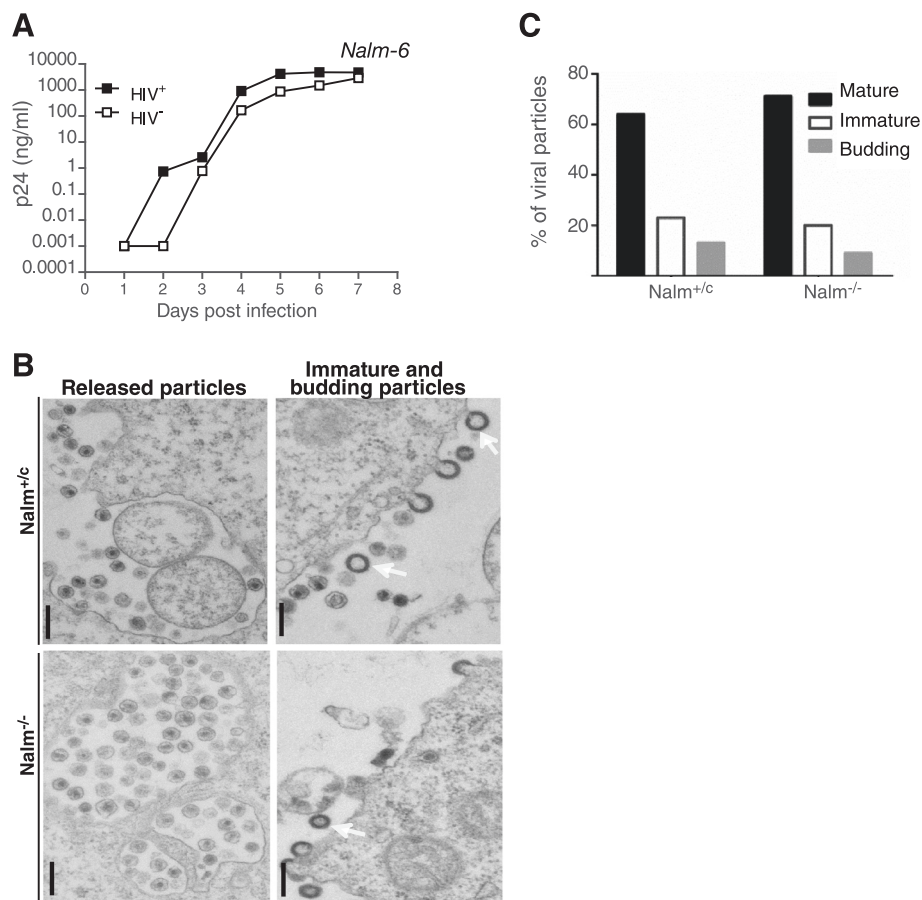 A
Nalm-6
10000
1000
100
10
1
0.1
0.01
0.001
0.0001
p24 (ng/ml)
HIV+
HIV-
0 1 2 3 4 5 6 7 8
Days post infection
C
80
60
40
20
% of viral particles
Mature
Immature
Budding
Nalm+/c
Nalm-/-
B
Released particles
Immature and
budding particles
Nalm+/c
Nalm-/-